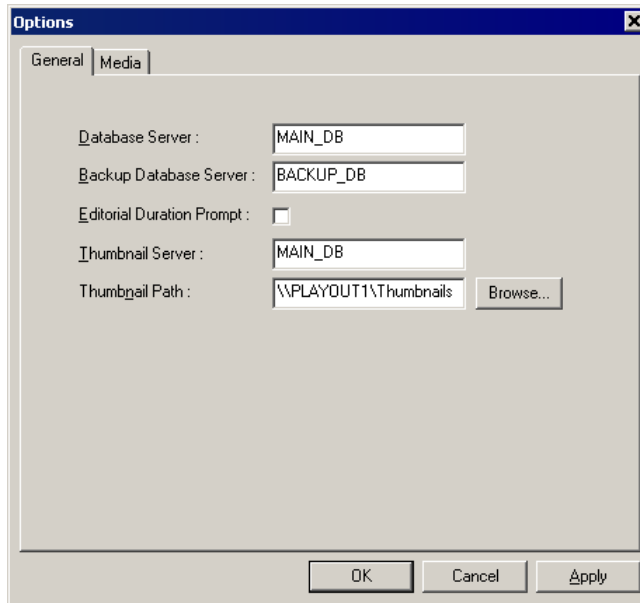 Options
General Media
Database Server : MAIN_DB
Backup Database Server : BACKUP_DB
Editorial Duration Prompt :
Thumbnail Server : MAIN_DB
Thumbnail Path : \\PLAYOUT1\Thumbnails Browse...
OK Cancel Apply